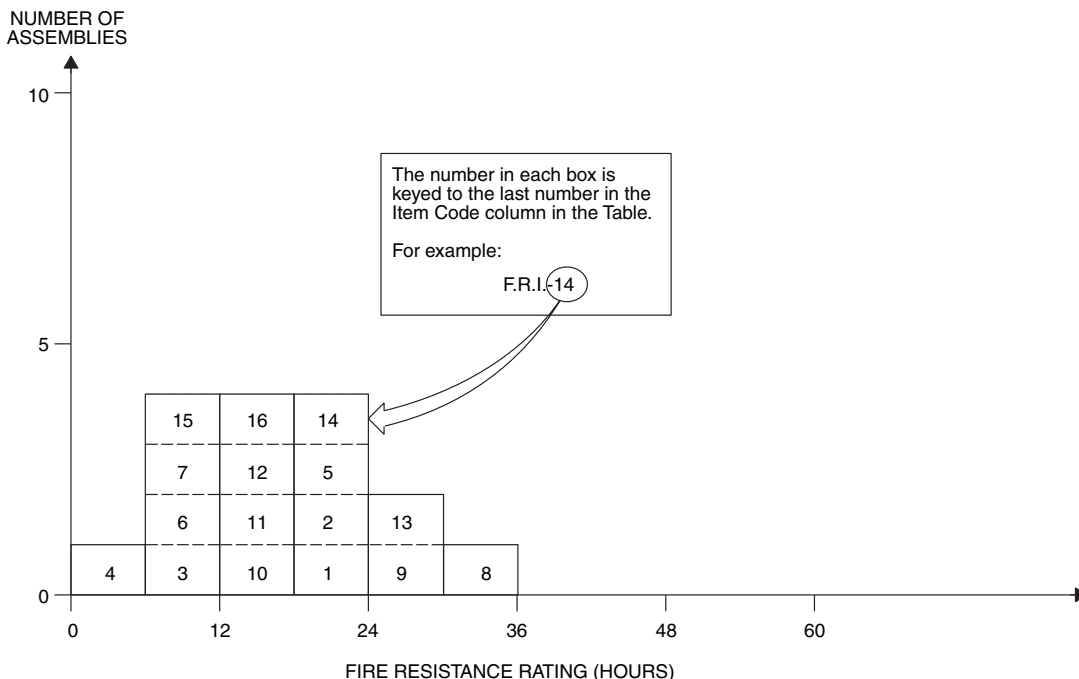 NUMBER OF
ASSEMBLIES
10
The number in each box is
keyed to the last number in the
Item Code column in the Table.
For example:
F.R.I.-14
5
15 16 14
7 12 5
6 11 2 13
4 3 10 1 9 8
0
0 12 24 36 48 60
FIRE RESISTANCE RATING (HOURS)